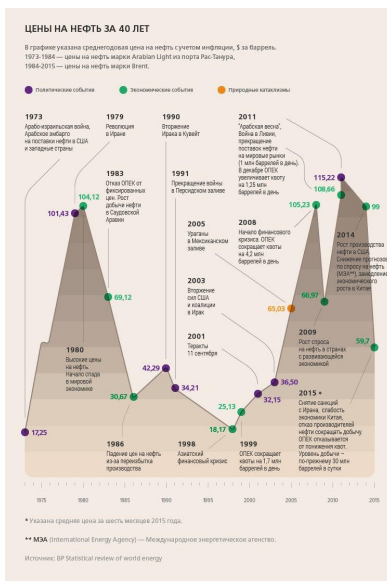 ЦЕНЫ НА НЕФТЬ ЗА 40 ЛЕТ
В графике указана среднегодовая цена на нефть с учетом инфляции, $ за баррель.
1973-1984 — цены на нефть марки Arabian Light из порта Рас-Танура,
1984-2015 — цены на нефть марки Brent.
Политические события
Экономические события
Природные катаклизмы
1973
Арабо-израильская война,
Арабское эмбарго
на поставки нефти в США
и западные страны
1979
Революция
в Иране
1990
Вторжение
Ирака в Кувейт
2011
"Арабская весна",
Война в Ливии,
прекращение
поставок нефти
на мировые рынки
(1 млн баррелей в день).
В декабре ОПЕК
увеличивает квоту
на 1,25 млн
баррелей в день
1983
Отказ ОПЕК от
фиксированных
цен. Рост
добычи нефти
в Саудовской
Аравии
1991
Прекращение войны
в Персидском заливе
115,22
108,66
104,12
101,43
105,23
99
2005
Ураганы
в Мексиканском
заливе
2008
Начало финансового
кризиса. ОПЕК
сокращает квоты
на 4,2 млн
баррелей в день
2014
Рост производства
нефти в США.
Снижение прогнозов
по спросу на нефть
(МЭА**), замедление
экономического
роста в Китае
2003
Вторжение
сил США
и коалиции
в Ирак
69,12
65,03
60,97
2001
Теракты
11 сентября
2009
Рост спроса
на нефть в странах
с развивающейся
экономикой
59,7
1980
Высокие цены
на нефть.
Начало спада
в мировой
экономике
42,29
34,21
36,50
32,15
30,67
25,13
18,17
17,25
2015 *
Снятие санкций
с Ирана, слабость
экономики Китая,
отказ производителей
нефти сокращать добычу.
ОПЕК отказывается
от понижения квот.
Уровень добычи –
по-прежнему 30 млн
баррелей в сутки
1986
Падение цен на нефть
из-за переизбытка
производства
1998
Азиатский
финансовый кризис
1999
ОПЕК сокращает
квоты на 1,7 млн
баррелей в день
1975 1980 1985 1990 1995 2000 2005 2010 2015
* Указана средняя цена за шесть месяцев 2015 года.
** МЭА (International Energy Agency) — Международное энергетическое агенство.
Источник: BP Statistical review of world energy